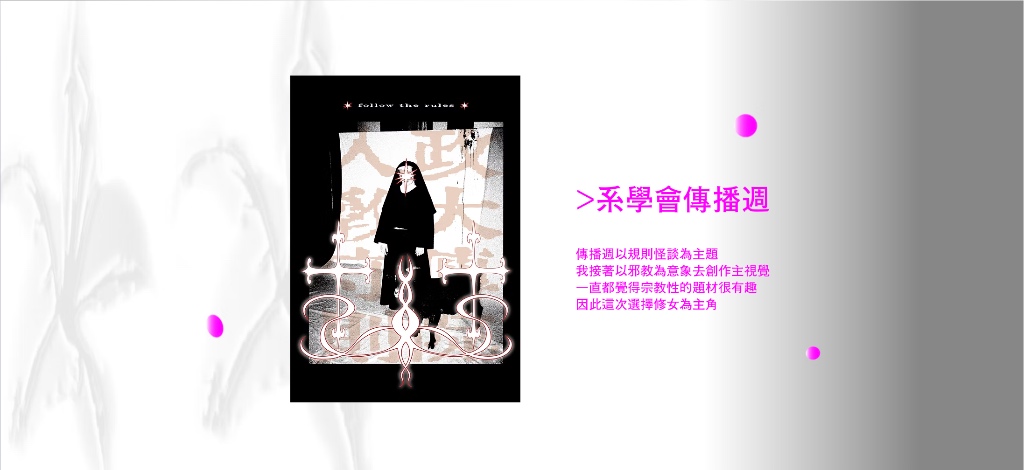 follow the rules
>系學會傳播週
傳播週以規則怪談為主題
我接著以邪教為意象去創作主視覺
一直都覺得宗教性的題材很有趣
因此這次選擇修女為主角